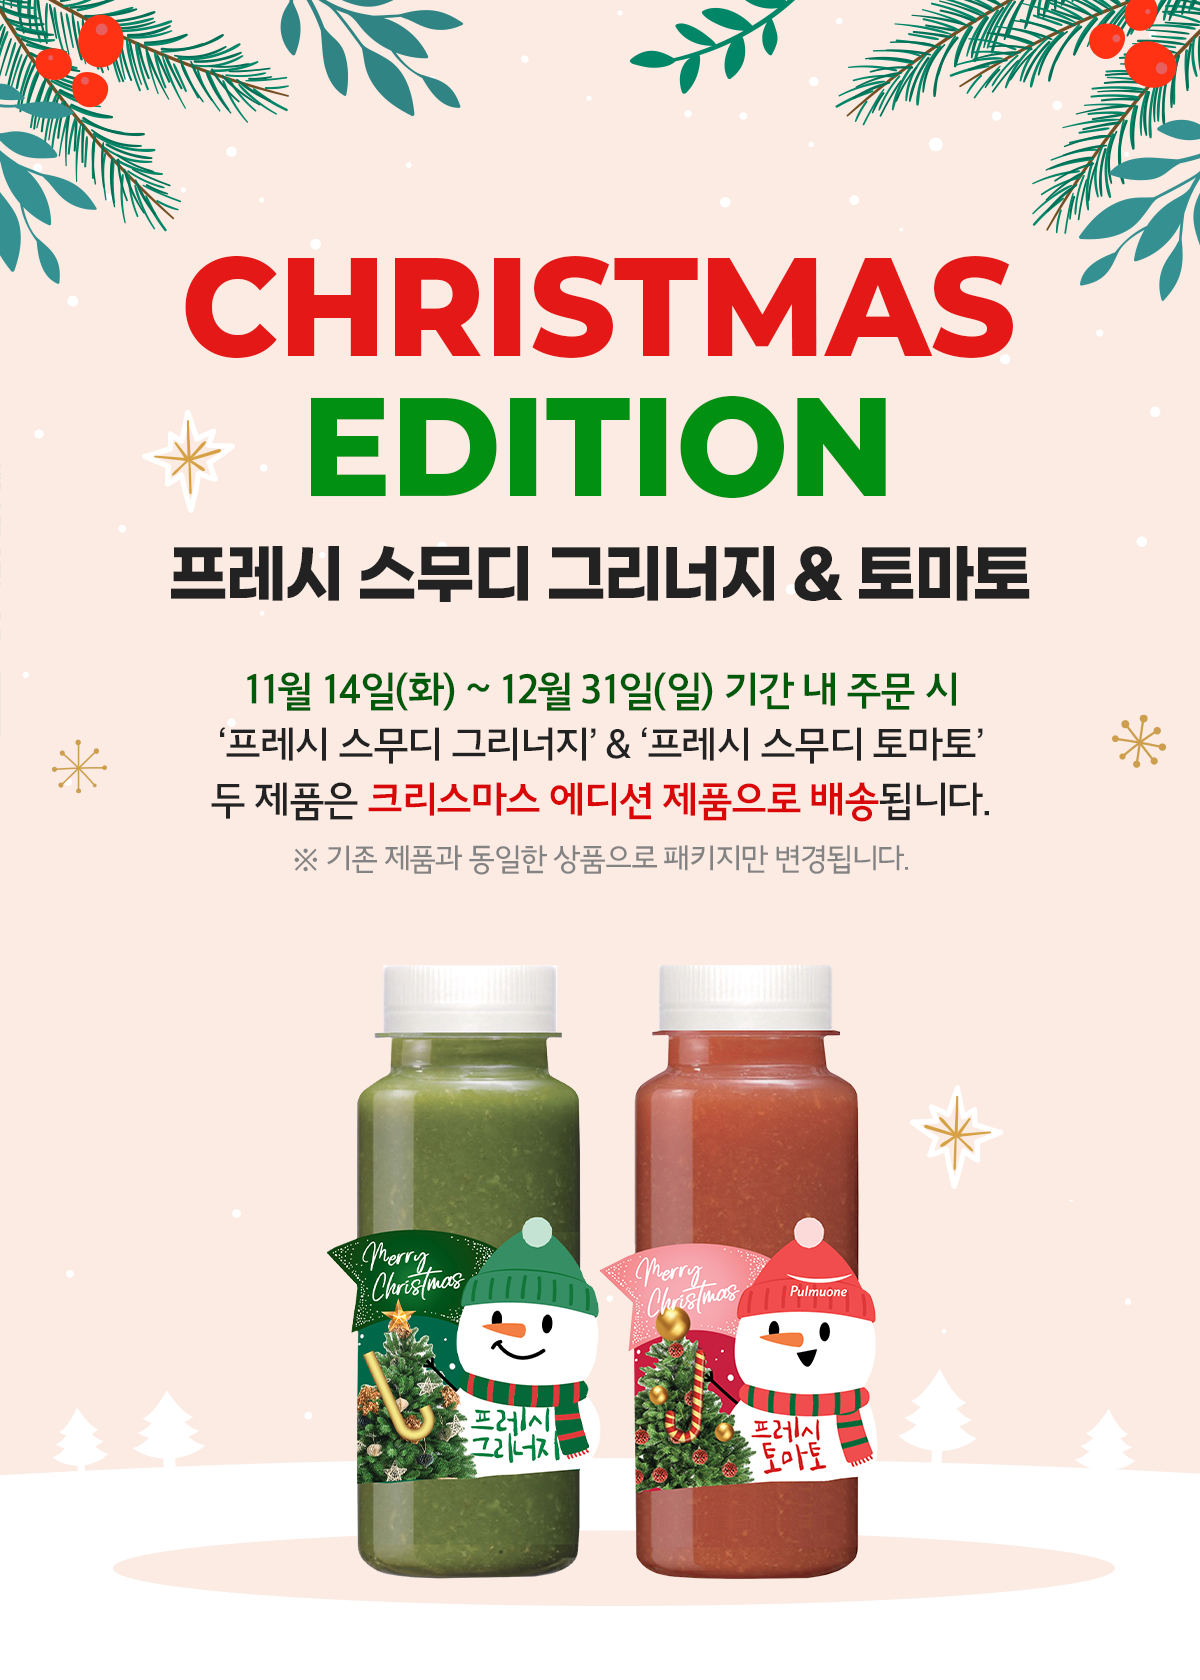 CHRISTMAS
EDITION
프레시 스무디 그리너지 & 토마토
11월 14일(화) ~ 12월 31일(일) 기간 내 주문 시
‘프레시 스무디 그리너지’ & ‘프레시 스무디 토마토’
두 제품은 크리스마스 에디션 제품으로 배송됩니다.
※ 기존 제품과 동일한 상품으로 패키지만 변경됩니다.
Merry
Christmas
프레시
그리너지
Merry
Christmas
Pulmuone
프레시
토마토